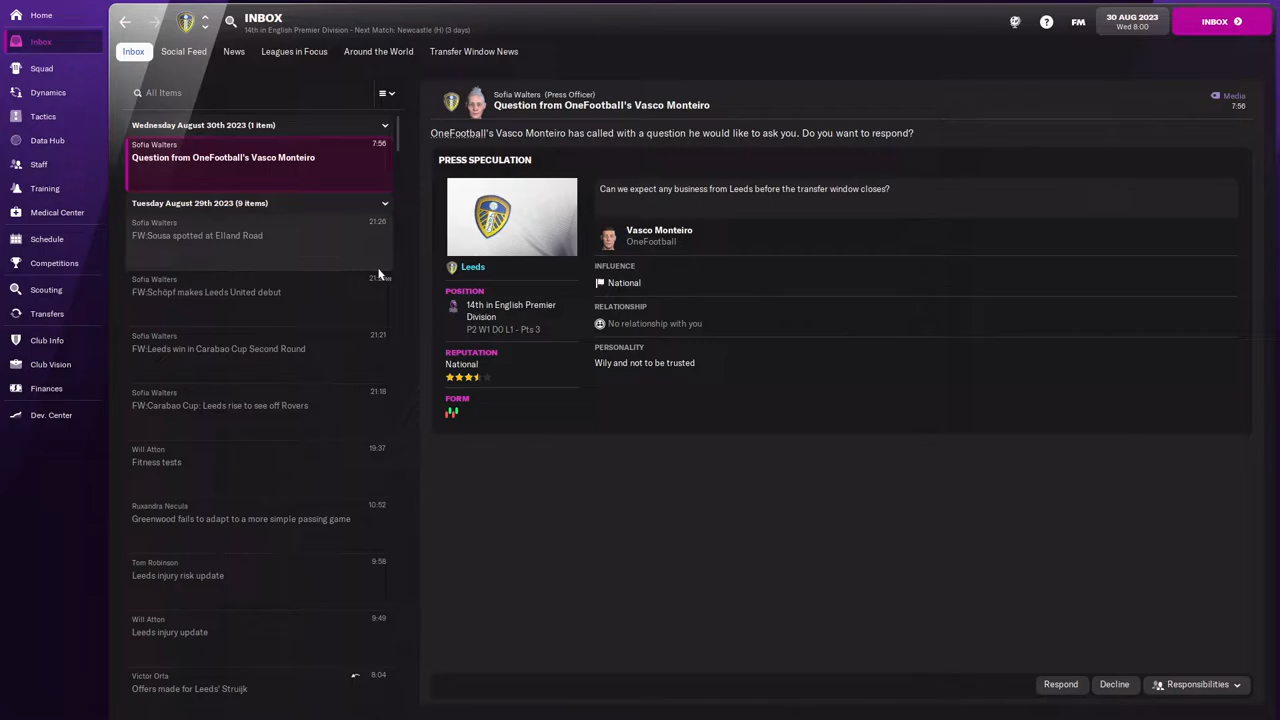 Home
Inbox
Squad
Dynamics
Tactics
Data Hub
Staff
Training
Medical Center
Schedule
Competitions
Scouting
Transfers
Club Info
Club Vision
Finances
Dev. Center
INBOX
14th in English Premier Division - Next Match: Newcastle (H) (3 days)
FM
30 AUG 2023
Wed 8:00
INBOX
Inbox
Social Feed
News
Leagues in Focus
Around the World
Transfer Window News
All Items
Wednesday August 30th 2023 (1 item)
Sofia Walters
7:56
Question from OneFootball's Vasco Monteiro
Tuesday August 29th 2023 (9 items)
Sofia Walters
21:26
FW:Sousa spotted at Elland Road
Sofia Walters
FW:Schöpf makes Leeds United debut
Sofia Walters
21:21
FW:Leeds win in Carabao Cup Second Round
Sofia Walters
21:18
FW:Carabao Cup: Leeds rise to see off Rovers
Will Atton
19:37
Fitness tests
Ruxandra Necula
10:52
Greenwood fails to adapt to a more simple passing game
Tom Robinson
9:58
Leeds injury risk update
Will Atton
9:49
Leeds injury update
Victor Orta
8:04
Offers made for Leeds' Struijk
Sofia Walters (Press Officer)
Question from OneFootball's Vasco Monteiro
Media
7:56
OneFootball's Vasco Monteiro has called with a question he would like to ask you. Do you want to respond?
PRESS SPECULATION
Leeds
POSITION
14th in English Premier
Division
P2 W1 D0 L1 - Pts 3
REPUTATION
National
FORM
Can we expect any business from Leeds before the transfer window closes?
Vasco Monteiro
OneFootball
INFLUENCE
National
RELATIONSHIP
No relationship with you
PERSONALITY
Wily and not to be trusted
Respond
Decline
Responsibilities